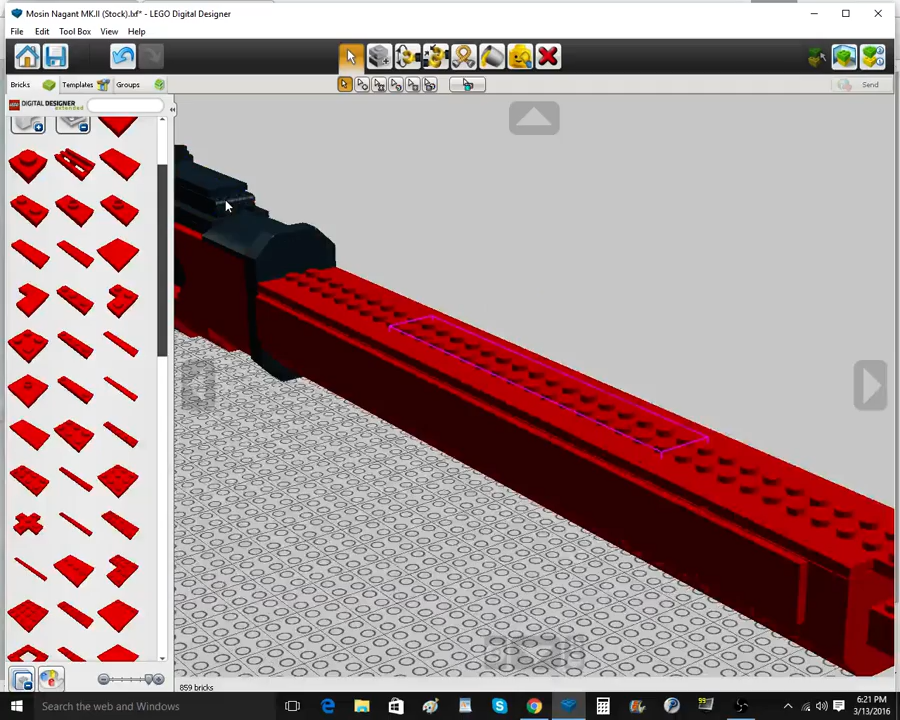 Mosin Nagant MK.II (Stock).lxf* - LEGO Digital Designer
File Edit Tool Box View Help
Bricks Templates Groups Send
LEGO DIGITAL DESIGNER
extended
859 bricks
Search the web and Windows
6:21 PM
3/13/2016